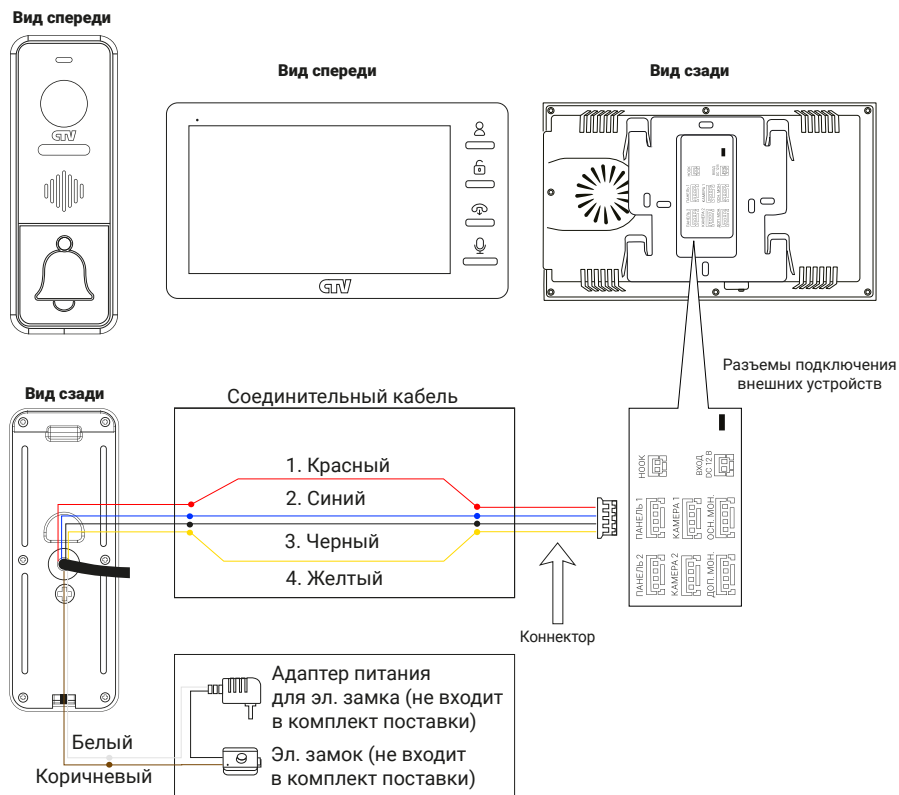 Вид спереди
CTV
Вид спереди
CTV
Вид сзади
Разъемы подключения
внешних устройств
Вид сзади
Соединительный кабель
1. Красный
2. Синий
3. Черный
4. Желтый
Коннектор
HOOK
ВХОД
DC 12 В
ПАНЕЛЬ 1
КАМЕРА 1
ОСН. МОН.
ПАНЕЛЬ 2
КАМЕРА 2
ДОП. МОН.
Адаптер питания
для эл. замка (не входит
в комплект поставки)
Эл. замок (не входит
в комплект поставки)
Белый
Коричневый